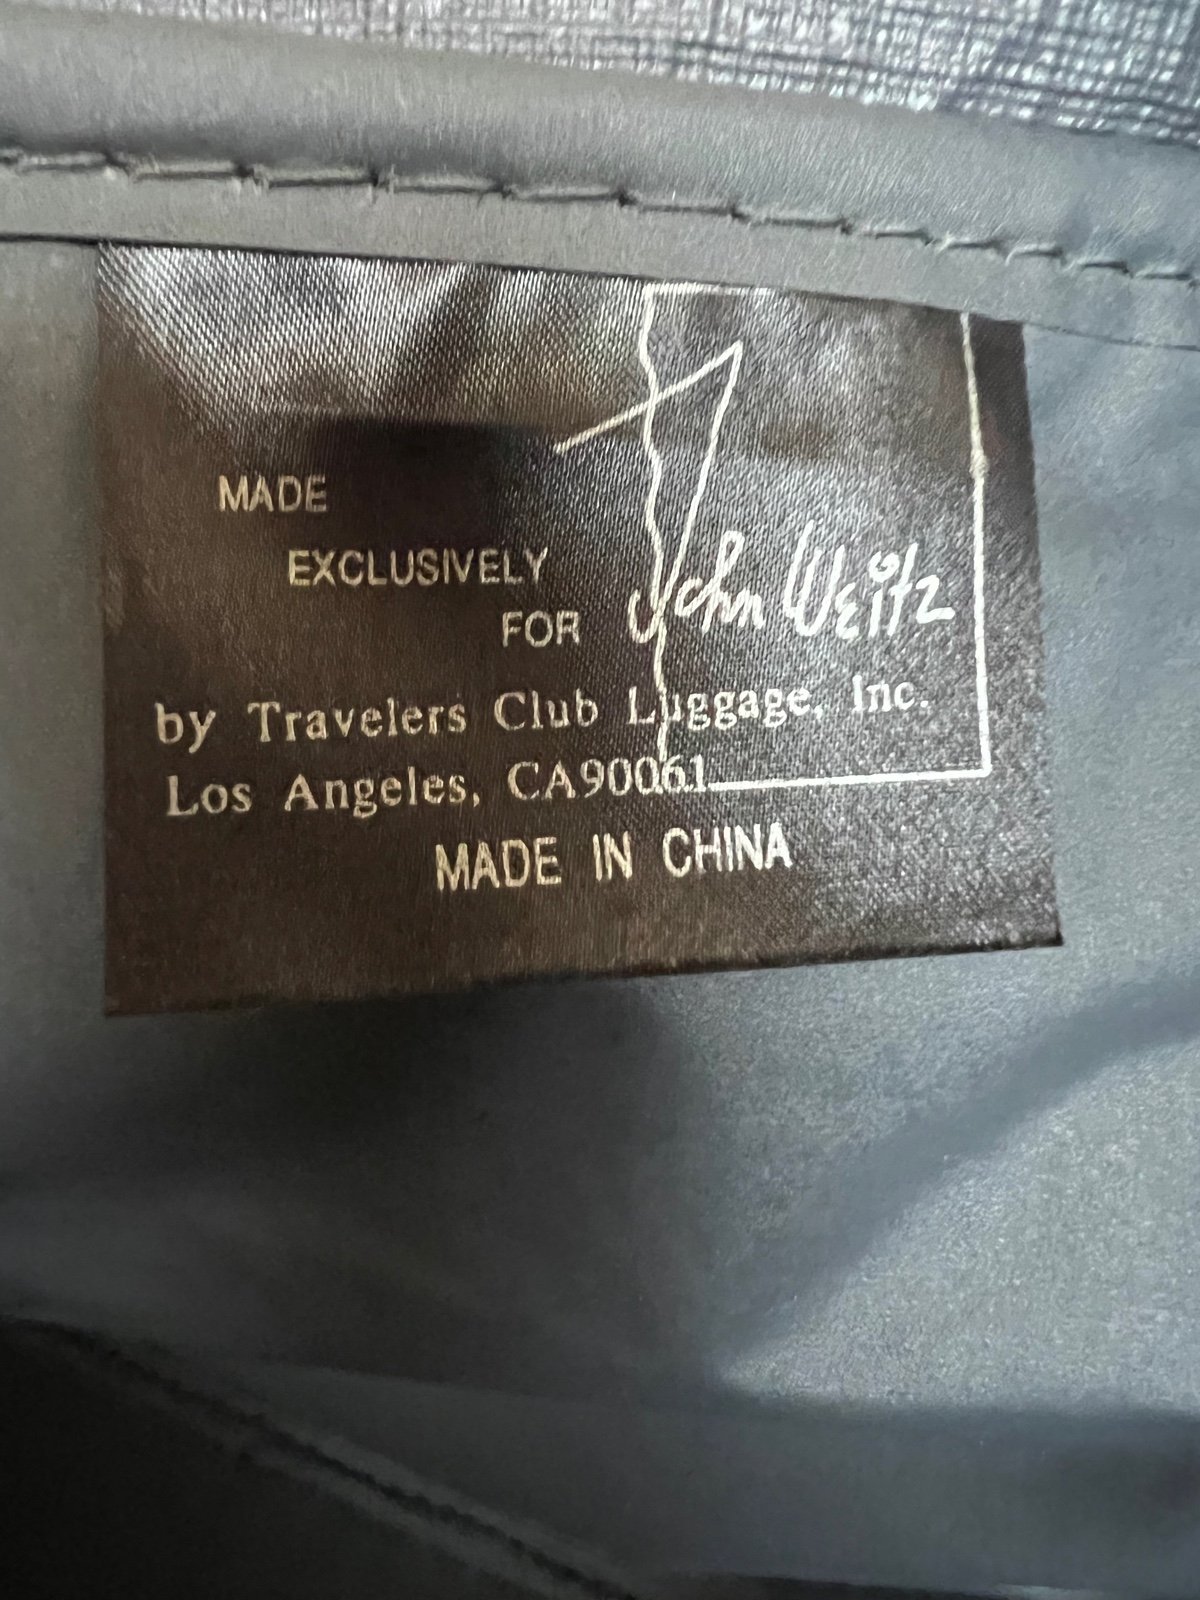 MADE
EXCLUSIVELY
FOR John Weitz
by Travelers Club Luggage, Inc.
Los Angeles, CA90061
MADE IN CHINA